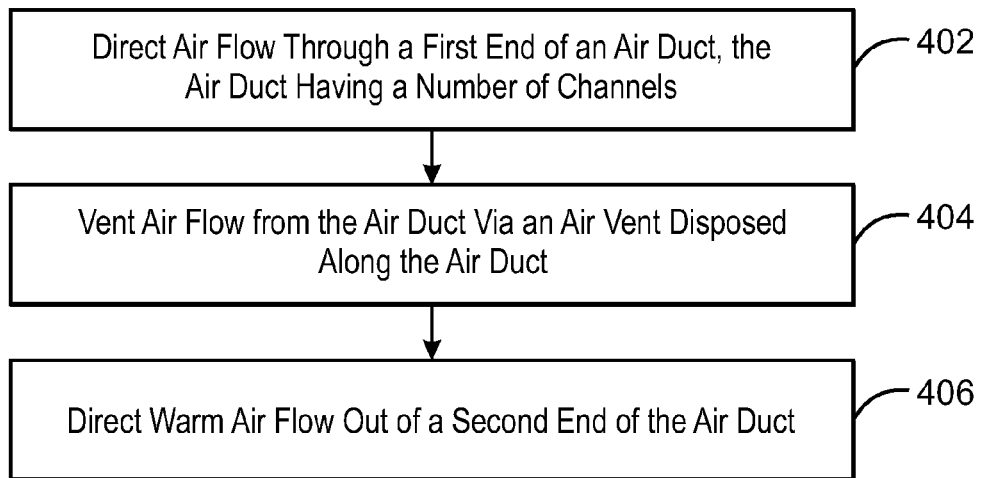 Direct Air Flow Through a First End of an Air Duct, the
Air Duct Having a Number of Channels
402
Vent Air Flow from the Air Duct Via an Air Vent Disposed
Along the Air Duct
404
Direct Warm Air Flow Out of a Second End of the Air Duct
406